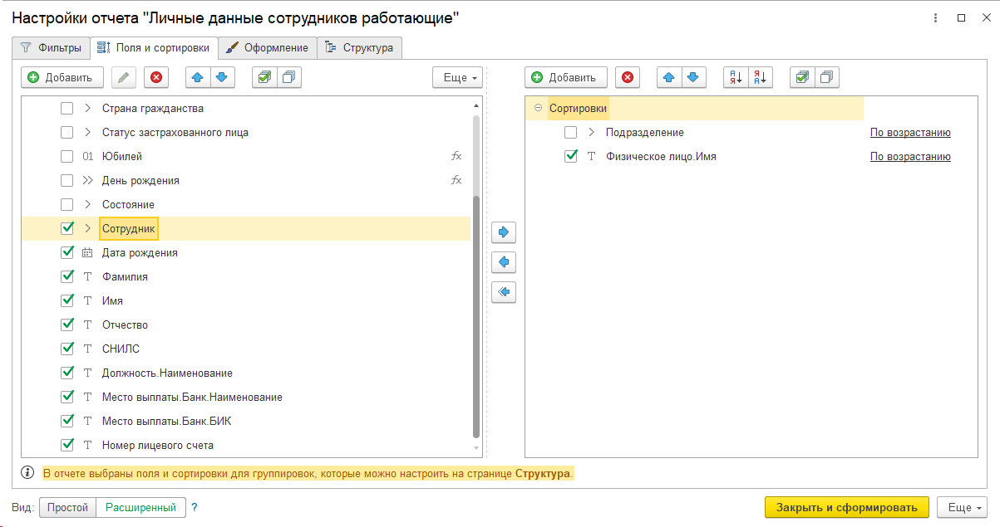 Настройки отчета "Личные данные сотрудников работающие"
Фильтры Поля и сортировки Оформление Структура
Добавить Еще Добавить
Страна гражданства
Статус застрахованного лица
01 Юбилей fx
День рождения fx
Состояние
Сотрудник
Дата рождения
T Фамилия
T Имя
T Отчество
T СНИЛС
T Должность.Наименование
T Место выплаты.Банк.Наименование
T Место выплаты.Банк.БИК
T Номер лицевого счета
Сортировки
Подразделение По возрастанию
T Физическое лицо.Имя По возрастанию
В отчете выбраны поля и сортировки для группировок, которые можно настроить на странице Структура.
Вид: Простой Расширенный ? Закрыть и сформировать Еще